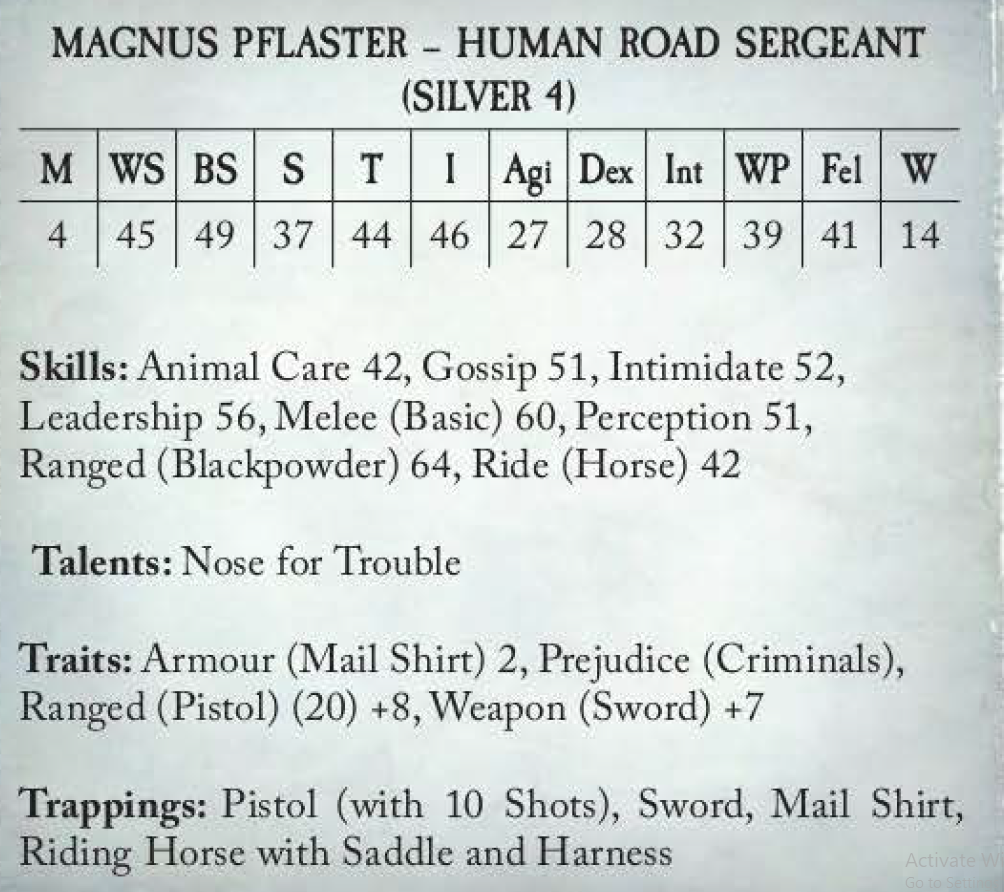 MAGNUS PFLASTER – HUMAN ROAD SERGEANT
(SILVER 4)
M WS BS S T I Agi Dex Int WP Fel W
4 45 49 37 44 46 27 28 32 39 41 14
Skills: Animal Care 42, Gossip 51, Intimidate 52,
Leadership 56, Melee (Basic) 60, Perception 51,
Ranged (Blackpowder) 64, Ride (Horse) 42
Talents: Nose for Trouble
Traits: Armour (Mail Shirt) 2, Prejudice (Criminals),
Ranged (Pistol) (20) +8, Weapon (Sword) +7
Trappings: Pistol (with 10 Shots), Sword, Mail Shirt,
Riding Horse with Saddle and Harness
Activate W
Go to Settin